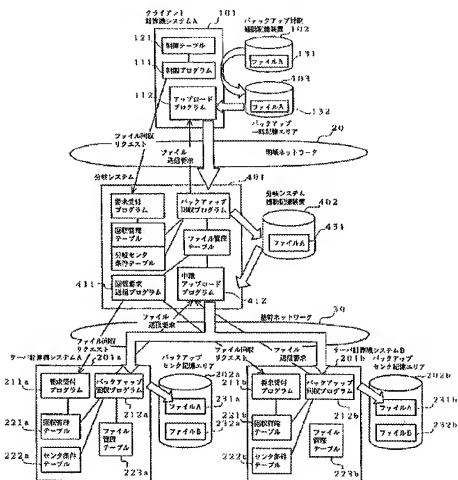 クライアント
計算機システムA
101
バックアップ対象
補助記憶装置
102
121
制御テーブル
ファイルA
131
111
制御プログラム
403
112
アップロード
プログラム
ファイルA
132
バックアップ
一時記憶エリア
ファイル回収
リクエスト
ファイル
送信要求
20
地域ネットワーク
分岐システム
401
分岐システム
補助記憶装置
402
要求受付
プログラム
バックアップ
回収プログラム
回収管理
テーブル
ファイル管理
テーブル
ファイルA
431
分岐センタ
条件テーブル
411
回収要求
送信プログラム
中継
アップロード
プログラム
412
ファイル
送信要求
30
基幹ネットワーク
ファイル回収
リクエスト
ファイル回収
リクエスト
ファイル
送信要求
サーバ計算機システムA
201a
バックアップ
センタ記憶エリア
202a
サーバ計算機システムB
201b
バックアップ
センタ記憶エリア
202b
211a
要求受付
プログラム
バックアップ
回収プログラム
212a
ファイルA
231a
ファイルB
232a
221a
回収管理
テーブル
ファイル
管理
テーブル
223a
222a
センタ条件
テーブル
211b
要求受付
プログラム
バックアップ
回収プログラム
212b
ファイルA
231b
ファイルB
232b
221b
回収管理
テーブル
ファイル
管理
テーブル
223b
222b
センタ条件
テーブル